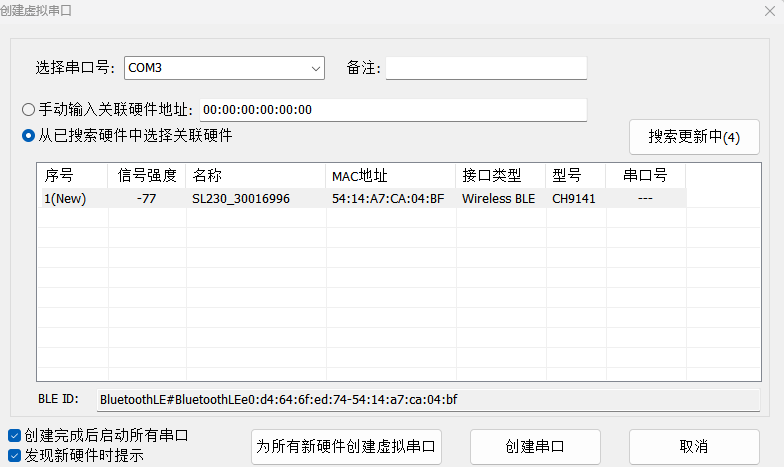 创建虚拟串口
选择串口号: COM3 备注:
手动输入关联硬件地址: 00:00:00:00:00:00
从已搜索硬件中选择关联硬件
搜索更新中(4)
序号 信号强度 名称 MAC地址 接口类型 型号 串口号
1(New) -77 SL230_30016996 54:14:A7:CA:04:BF Wireless BLE CH9141 ---
BLE ID: BluetoothLE#BluetoothLEe0:d4:64:6f:ed:74-54:14:a7:ca:04:bf
创建完成后启动所有串口
发现新硬件时提示
为所有新硬件创建虚拟串口 创建串口 取消